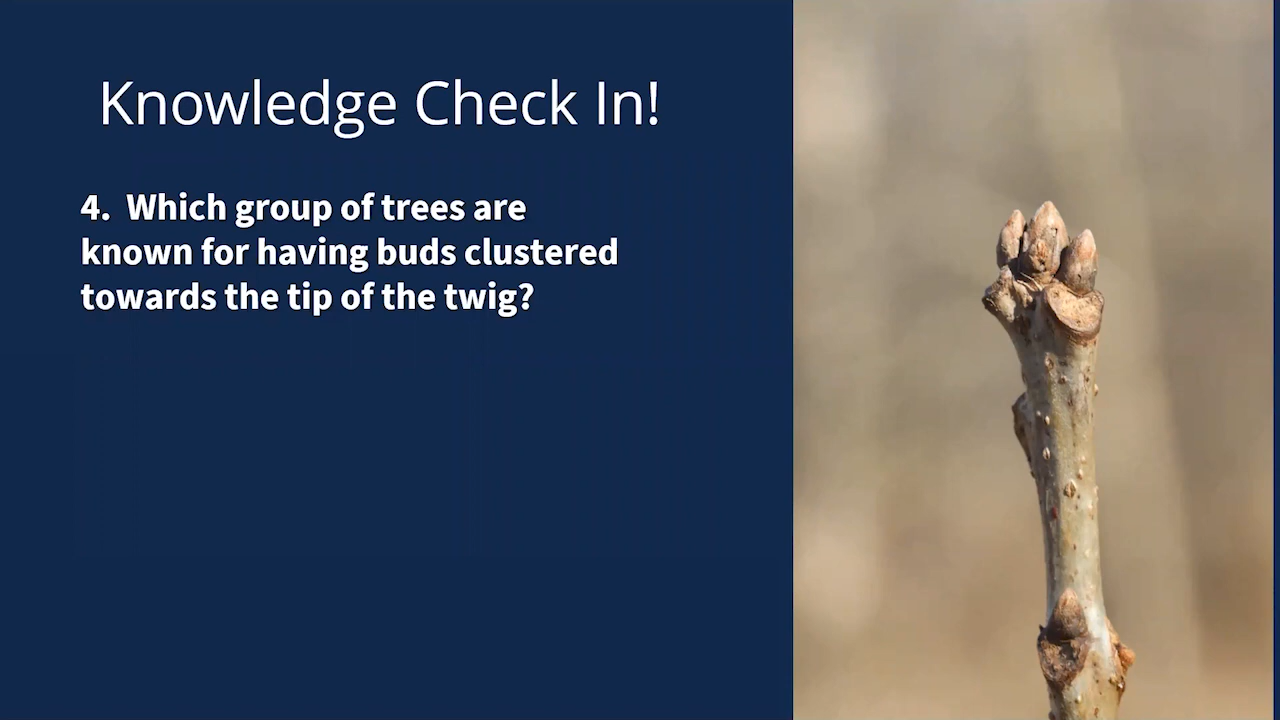 Knowledge Check In!
4. Which group of trees are
known for having buds clustered
towards the tip of the twig?